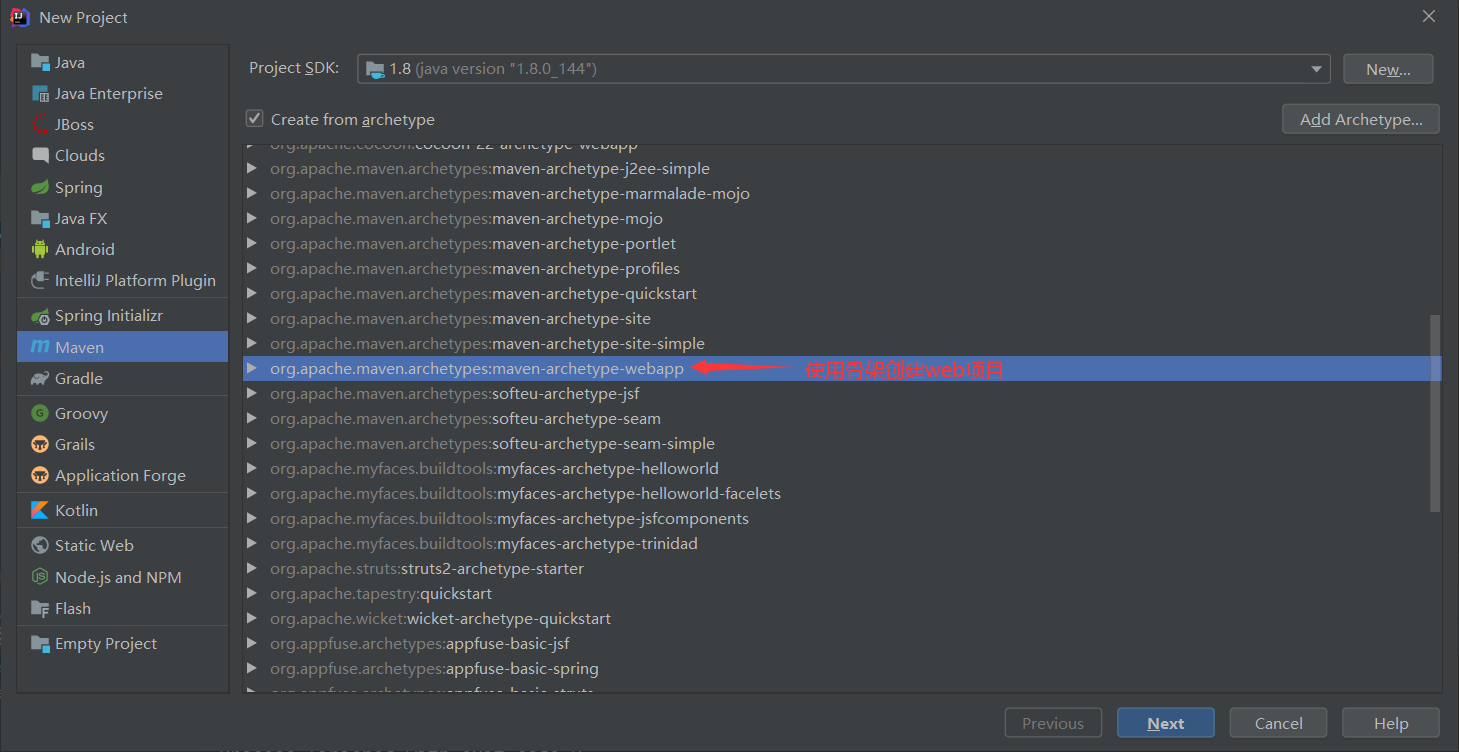 New Project
Java
Java Enterprise
JBoss
Clouds
Spring
Java FX
Android
IntelliJ Platform Plugin
Spring Initializr
Maven
Gradle
Groovy
Grails
Application Forge
Kotlin
Static Web
Node.js and NPM
Flash
Empty Project
Project SDK:
1.8 (java version "1.8.0_144")
New...
Create from archetype
Add Archetype...
org.apache.cocoon:cocoon-22-archetype-webapp
org.apache.maven.archetypes:maven-archetype-j2ee-simple
org.apache.maven.archetypes:maven-archetype-marmalade-mojo
org.apache.maven.archetypes:maven-archetype-mojo
org.apache.maven.archetypes:maven-archetype-portlet
org.apache.maven.archetypes:maven-archetype-profiles
org.apache.maven.archetypes:maven-archetype-quickstart
org.apache.maven.archetypes:maven-archetype-site
org.apache.maven.archetypes:maven-archetype-site-simple
org.apache.maven.archetypes:maven-archetype-webapp 使用骨架创建web项目
org.apache.maven.archetypes:softeu-archetype-jsf
org.apache.maven.archetypes:softeu-archetype-seam
org.apache.maven.archetypes:softeu-archetype-seam-simple
org.apache.myfaces.buildtools:myfaces-archetype-helloworld
org.apache.myfaces.buildtools:myfaces-archetype-helloworld-facelets
org.apache.myfaces.buildtools:myfaces-archetype-jsfcomponents
org.apache.myfaces.buildtools:myfaces-archetype-trinidad
org.apache.struts:struts2-archetype-starter
org.apache.tapestry:quickstart
org.apache.wicket:wicket-archetype-quickstart
org.appfuse.archetypes:appfuse-basic-jsf
org.appfuse.archetypes:appfuse-basic-spring
org.appfuse.archetypes:appfuse-basic-struts
Previous
Next
Cancel
Help